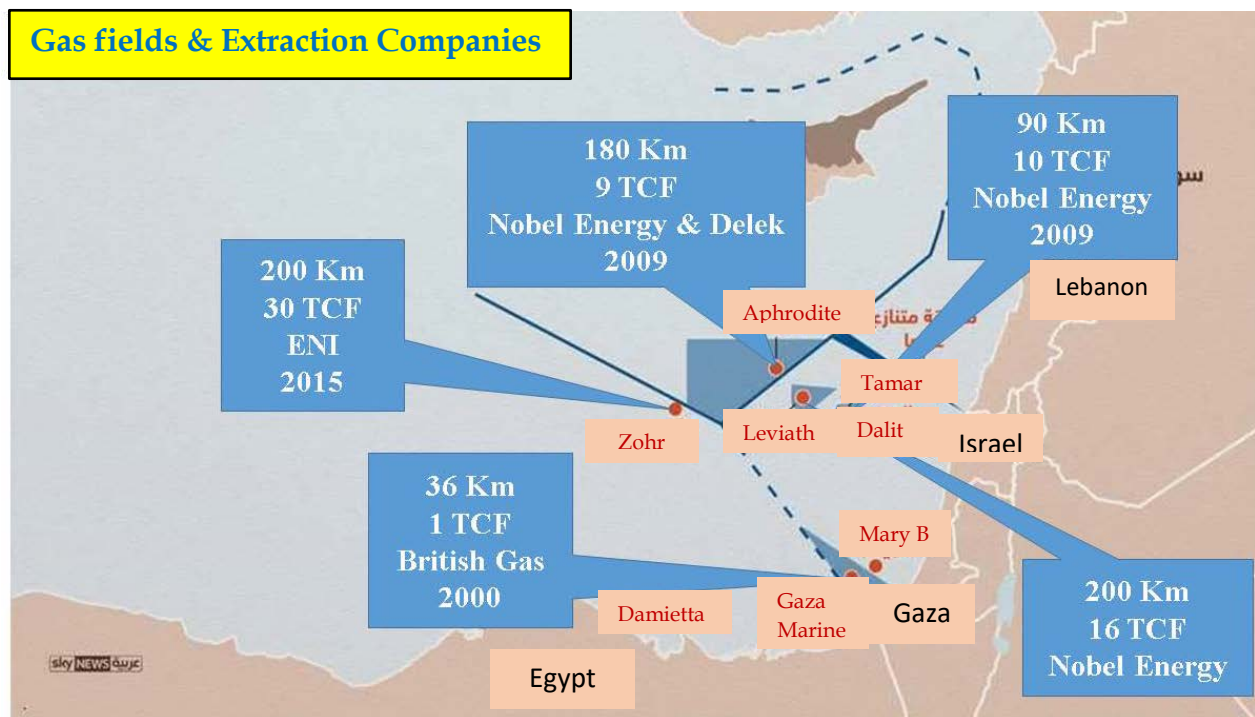 Gas fields & Extraction Companies
180 Km
9 TCF
Nobel Energy & Delek
2009
90 Km
10 TCF
Nobel Energy
2009
سو
200 Km
30 TCF
ENI
2015
Lebanon
Aphrodite
متنازع
Tamar
Zohr
Leviath
Dalit
Israel
36 Km
1 TCF
British Gas
2000
Mary B
Damietta
Gaza
Marine
Gaza
200 Km
16 TCF
Nobel Energy
Egypt
sky NEWS عربية